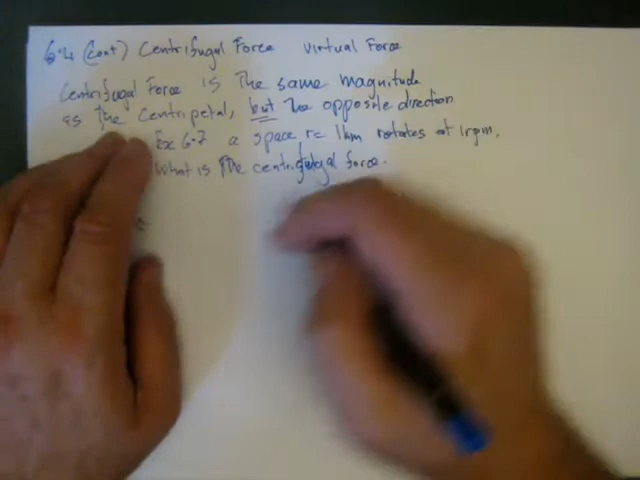 6.4 (cont) Centrifugal Force virtual Force
Centrifugal Force is the same magnitude
as the Centripetal, but the opposite direction
Ex 6.7 a space r= 1km rotates at 1rpm.
What is the centrifugal force.